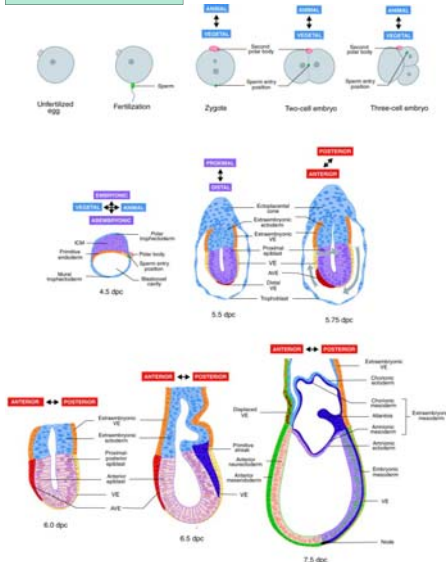 ANIMAL
VEGETAL
ANIMAL
VEGETAL
ANIMAL
VEGETAL
Second
polar body
Sperm entry
position
Second
polar body
Sperm entry
position
Sperm
Unfertilized
egg
Fertilization
Zygote
Two-cell embryo
Three-cell embryo
EMBRYONIC
VEGETAL
ANIMAL
ABEMBRYONIC
Polar
trophectoderm
ICM
Primitive
endoderm
Mural
trophectoderm
Polar body
Sperm entry
position
Blastocyst
cavity
4.5 dpc
PROXIMAL
DISTAL
POSTERIOR
ANTERIOR
Ectoplacental
cone
Extraembryonic
ectoderm
Extraembryonic
VE
Proximal
epiblast
VE
AVE
Distal
VE
Trophoblast
5.5 dpc
5.75 dpc
ANTERIOR
POSTERIOR
Extraembryonic
VE
Extraembryonic
ectoderm
Proximal
posterior
epiblast
Anterior
epiblast
VE
AVE
6.0 dpc
ANTERIOR
POSTERIOR
Primitive
streak
VE
6.5 dpc
ANTERIOR
POSTERIOR
Displaced
VE
Anterior
neurectoderm
Anterior
mesendoderm
Extraembryonic
VE
Chorionic
ectoderm
Chorionic
mesoderm
Allantois
Amnionic
mesoderm
Extraembryonic
mesoderm
Amnionic
ectoderm
Embryonic
mesoderm
VE
Node
7.5 dpc